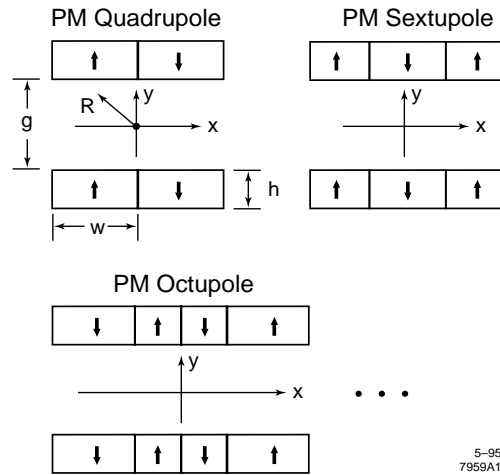 PM Quadrupole
PM Sextupole
R
y
x
g
y
x
h
w
PM Octupole
y
x
5–95
7959A1